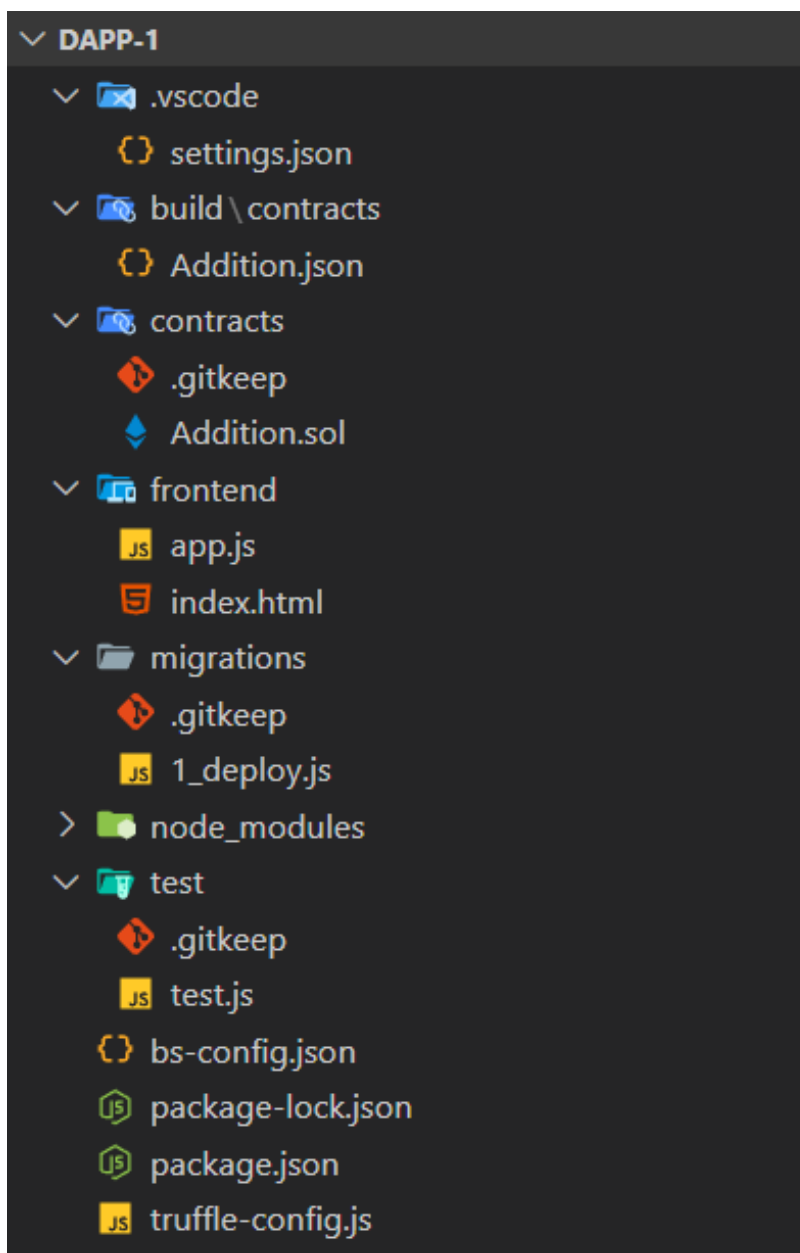 DAPP-1
.vscode
settings.json
build\contracts
Addition.json
contracts
.gitkeep
Addition.sol
frontend
app.js
index.html
migrations
.gitkeep
1_deploy.js
node_modules
test
.gitkeep
test.js
bs-config.json
package-lock.json
package.json
truffle-config.js